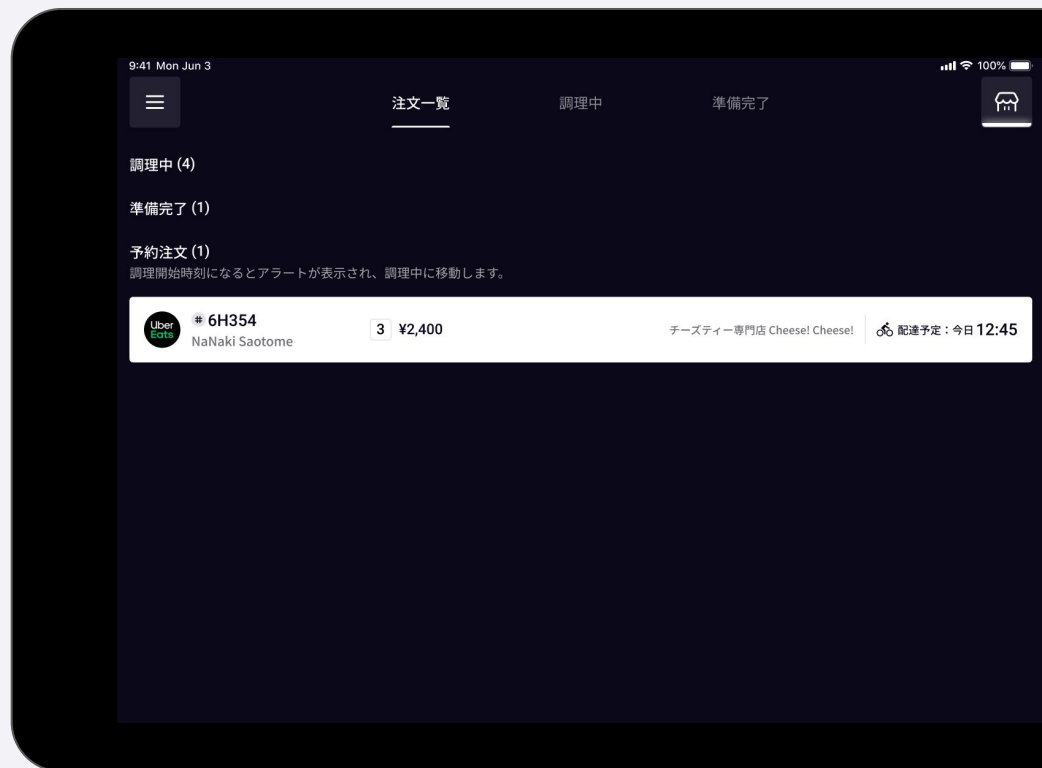 9:41 Mon Jun 3
100%
注文一覧
調理中
準備完了
調理中 (4)
準備完了 (1)
予約注文 (1)
調理開始時刻になるとアラートが表示され、調理中に移動します。
Uber
Eats
# 6H354
NaNaki Saotome
3 ¥2,400
チーズティー専門店 Cheese! Cheese!
配達予定：今日 12:45